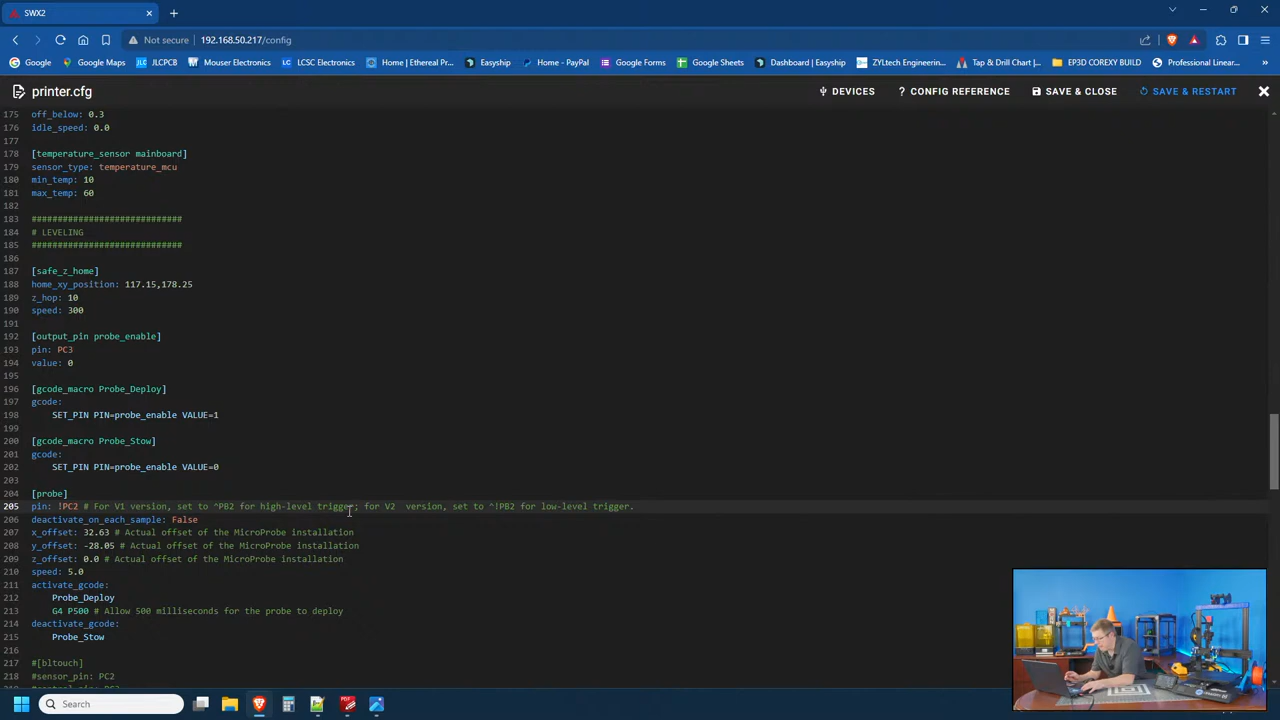 SWX2
Not secure 192.168.50.217/config
Google Google Maps JLCPCB Mouser Electronics LCSC Electronics Home | Ethereal Pr... Easyship Home - PayPal Google Forms Google Sheets Dashboard | Easyship ZYLtech Engineering... Tap & Drill Chart |... EP3D COREXY BUILD Professional Linear...
printer.cfg DEVICES CONFIG REFERENCE SAVE & CLOSE SAVE & RESTART
175 off_below: 0.3
176 idle_speed: 0.0
177
178 [temperature_sensor mainboard]
179 sensor_type: temperature_mcu
180 min_temp: 10
181 max_temp: 60
182
183 #############################
184 # LEVELING
185 #############################
186
187 [safe_z_home]
188 home_xy_position: 117.15,178.25
189 z_hop: 10
190 speed: 300
191
192 [output_pin probe_enable]
193 pin: PC3
194 value: 0
195
196 [gcode_macro Probe_Deploy]
197 gcode:
198 SET_PIN PIN=probe_enable VALUE=1
199
200 [gcode_macro Probe_Stow]
201 gcode:
202 SET_PIN PIN=probe_enable VALUE=0
203
204 [probe]
205 pin: !PC2 # For V1 version, set to ^PB2 for high-level trigger; for V2  version, set to ^!PB2 for low-level trigger.
206 deactivate_on_each_sample: False
207 x_offset: 32.63 # Actual offset of the MicroProbe installation
208 y_offset: -28.05 # Actual offset of the MicroProbe installation
209 z_offset: 0.0 # Actual offset of the MicroProbe installation
210 speed: 5.0
211 activate_gcode:
212 Probe_Deploy
213 G4 P500 # Allow 500 milliseconds for the probe to deploy
214 deactivate_gcode:
215 Probe_Stow
216
217 #[bltouch]
218 #sensor_pin: PC2
Search